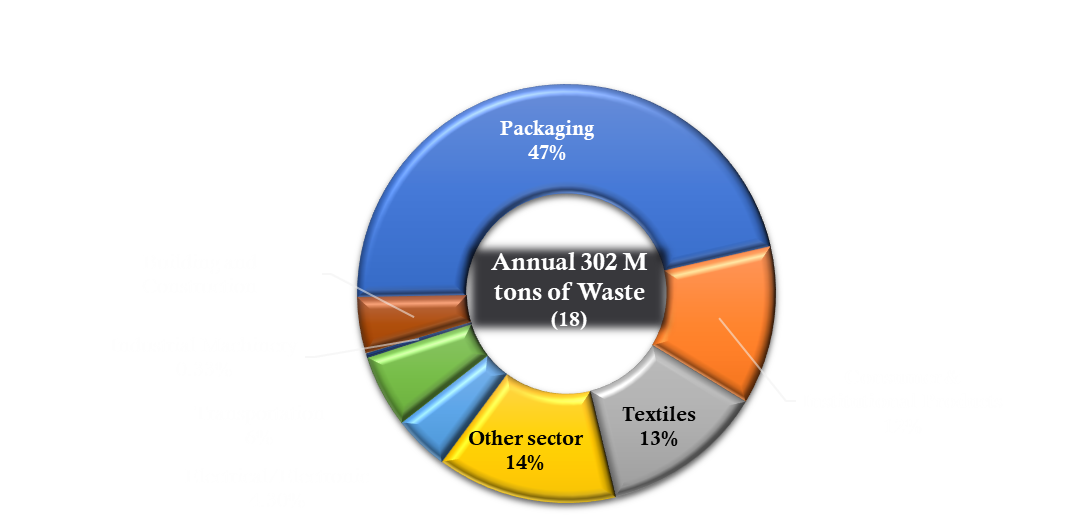 Packaging
47%
Annual 302 M
tons of Waste
(18)
Textiles
13%
Other sector
14%